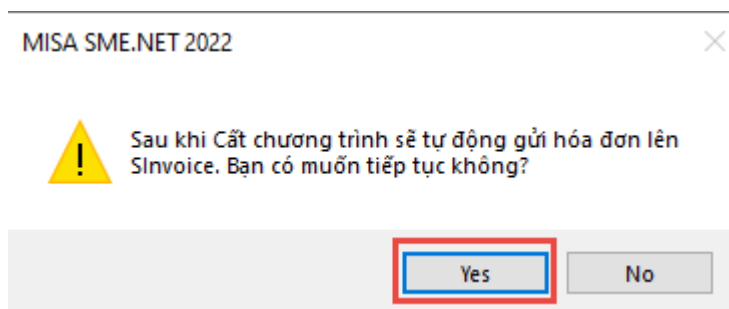 MISA SME.NET 2022
Sau khi Cất chương trình sẽ tự động gửi hóa đơn lên
SInvoice. Bạn có muốn tiếp tục không?
Yes
No